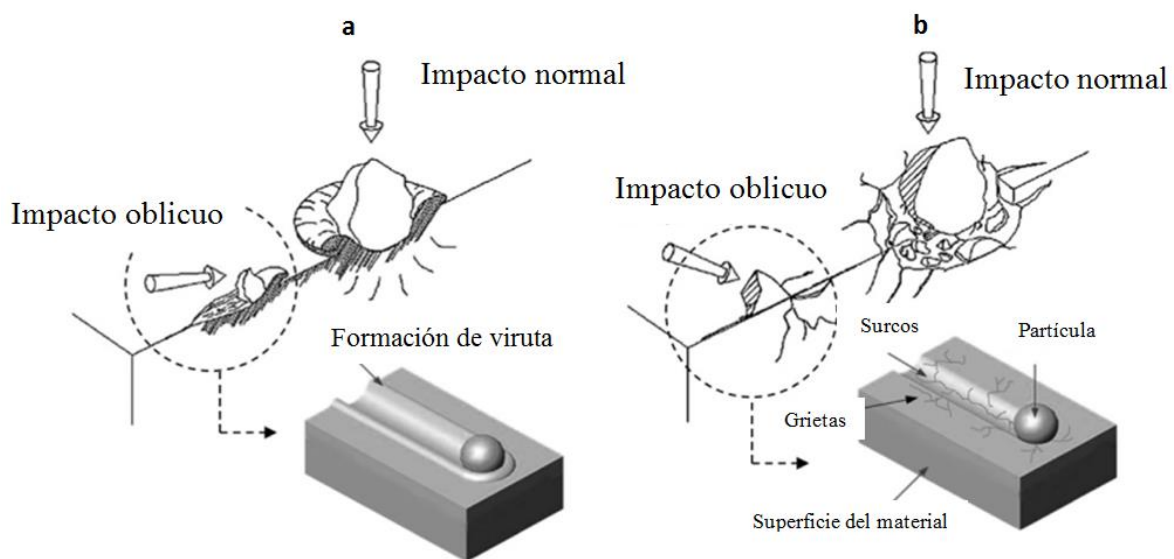 a
Impacto normal
Impacto oblicuo
Formación de viruta
b
Impacto normal
Impacto oblicuo
Surcos
Partícula
Grietas
Superficie del material